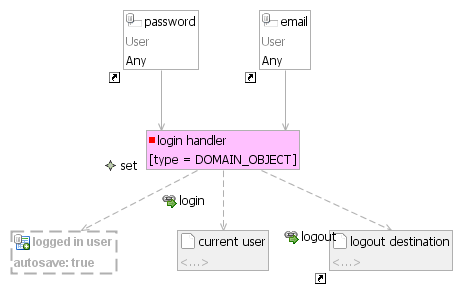 password
User
Any
email
User
Any
login handler
[type = DOMAIN_OBJECT]
set
login
logout
logged in user
autosave: true
current user
<...>
logout destination
<...>